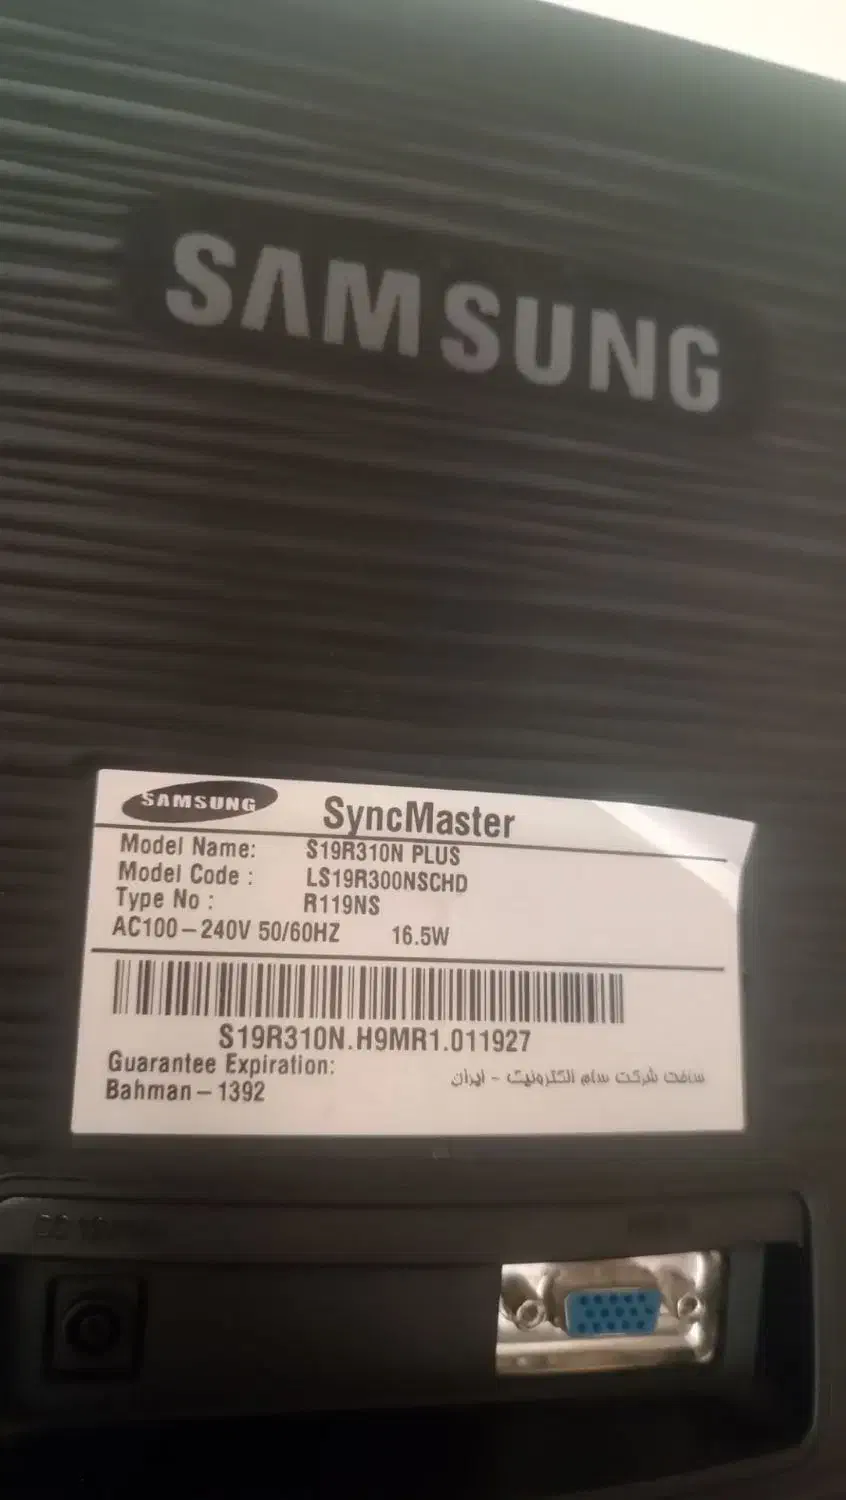 SAMSUNG
SAMSUNG SyncMaster
Model Name: S19R310N PLUS
Model Code : LS19R300NSCHD
Type No : R119NS
AC100-240V 50/60HZ 16.5W
S19R310N.H9MR1.011927
Guarantee Expiration:
Bahman-1392
ساخت شرکت سام الکترونیک - ایران
DC